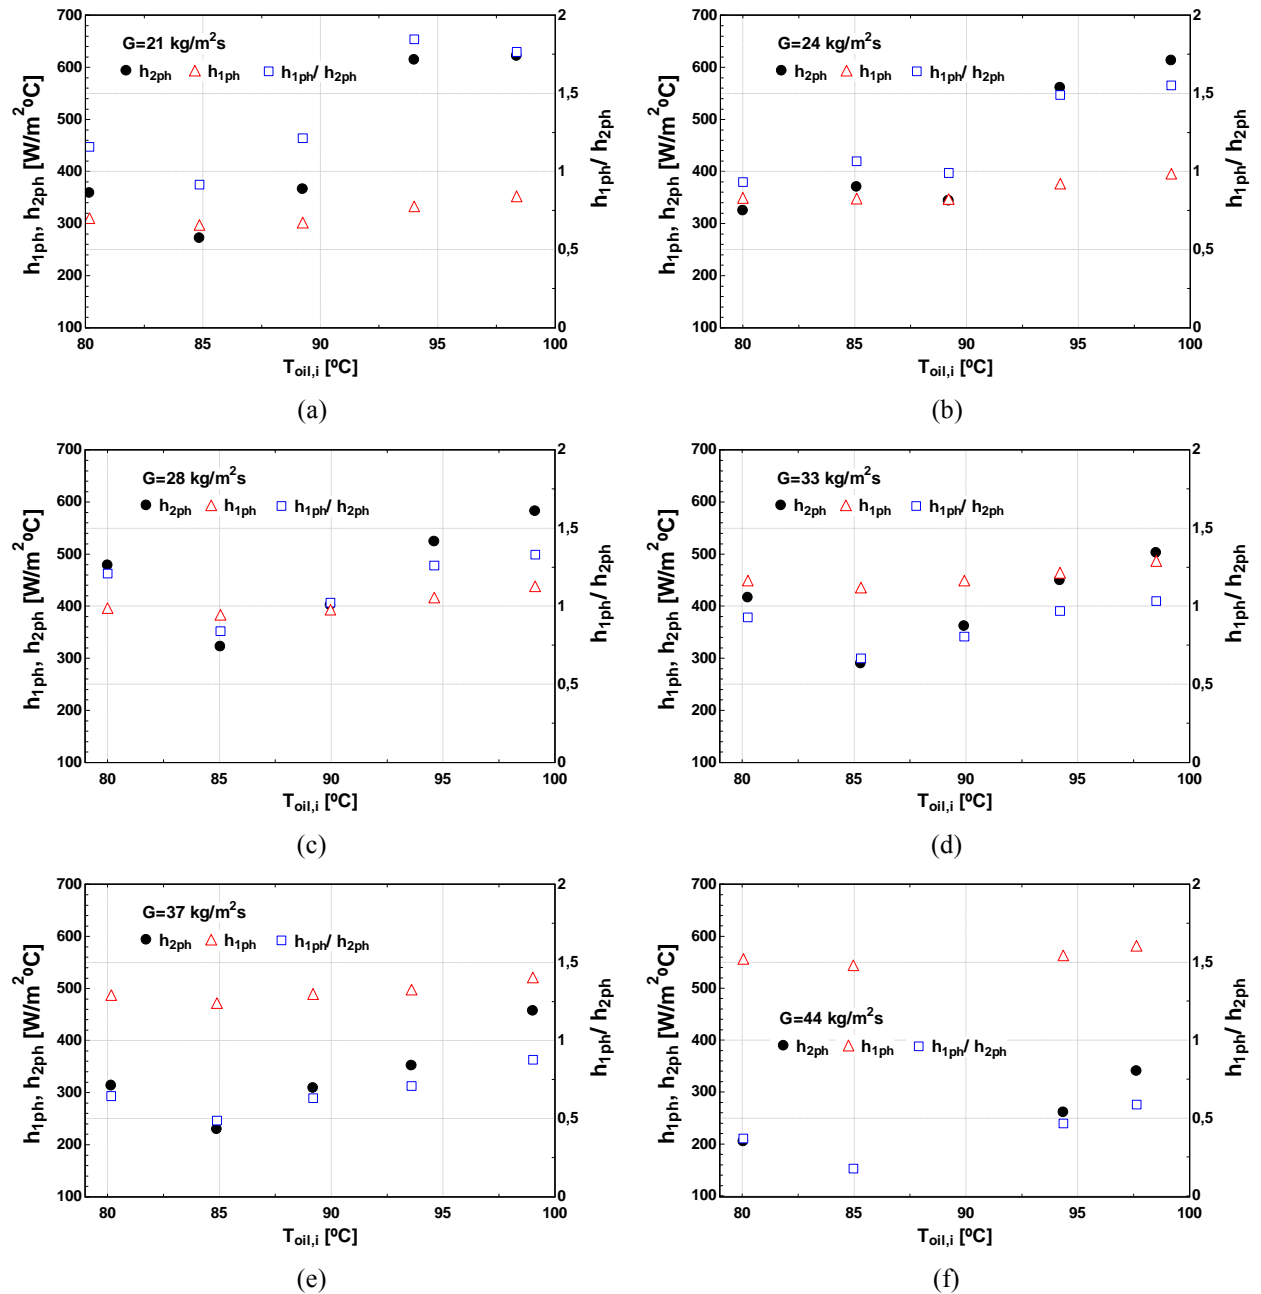 G=21 kg/m²s
h2ph h1ph h1ph/ h2ph
h1ph, h2ph [W/m²ºC]
700
600
500
400
300
200
100
2
1,5
1
0,5
0
h1ph/ h2ph
80 85 90 95 100
Toil,i [ºC]
(a)
G=24 kg/m²s
h2ph h1ph h1ph/ h2ph
h1ph, h2ph [W/m²ºC]
700
600
500
400
300
200
100
2
1,5
1
0,5
0
h1ph/ h2ph
80 85 90 95 100
Toil,i [ºC]
(b)
G=28 kg/m²s
h2ph h1ph h1ph/ h2ph
h1ph, h2ph [W/m²ºC]
700
600
500
400
300
200
100
2
1,5
1
0,5
0
h1ph/ h2ph
80 85 90 95 100
Toil,i [ºC]
(c)
G=33 kg/m²s
h2ph h1ph h1ph/ h2ph
h1ph, h2ph [W/m²ºC]
700
600
500
400
300
200
100
2
1,5
1
0,5
0
h1ph/ h2ph
80 85 90 95 100
Toil,i [ºC]
(d)
G=37 kg/m²s
h2ph h1ph h1ph/ h2ph
h1ph, h2ph [W/m²ºC]
700
600
500
400
300
200
100
2
1,5
1
0,5
0
h1ph/ h2ph
80 85 90 95 100
Toil,i [ºC]
(e)
G=44 kg/m²s
h2ph h1ph h1ph/ h2ph
h1ph, h2ph [W/m²ºC]
700
600
500
400
300
200
100
2
1,5
1
0,5
0
h1ph/ h2ph
80 85 90 95 100
Toil,i [ºC]
(f)